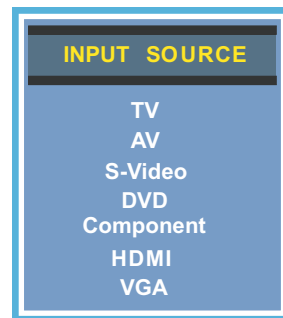 INPUT SOURCE
TV
AV
S-Video
DVD
Component
HDMI
VGA